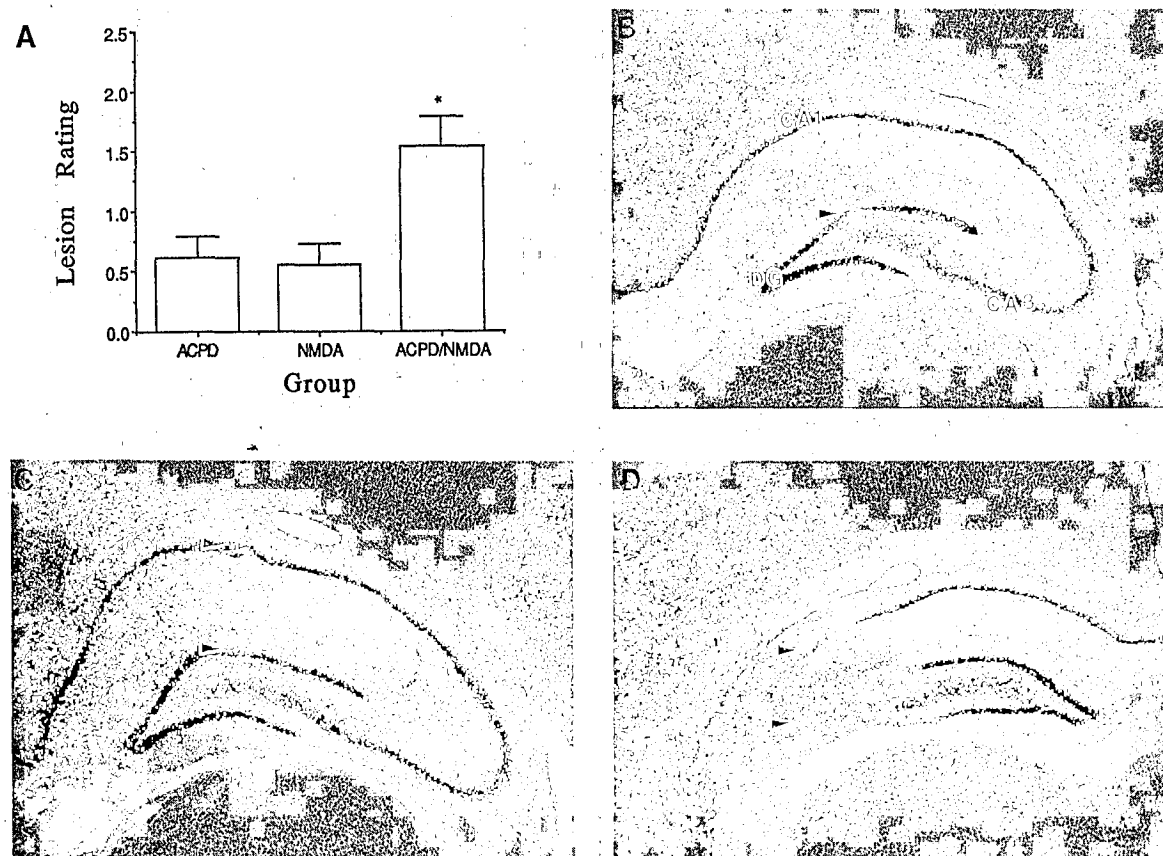 A
2.5
2.0
1.5
1.0
0.5
0.0
Lesion Rating
*
ACPD
NMDA
ACPD/NMDA
Group
B
CA1
DG
CA3
C
D